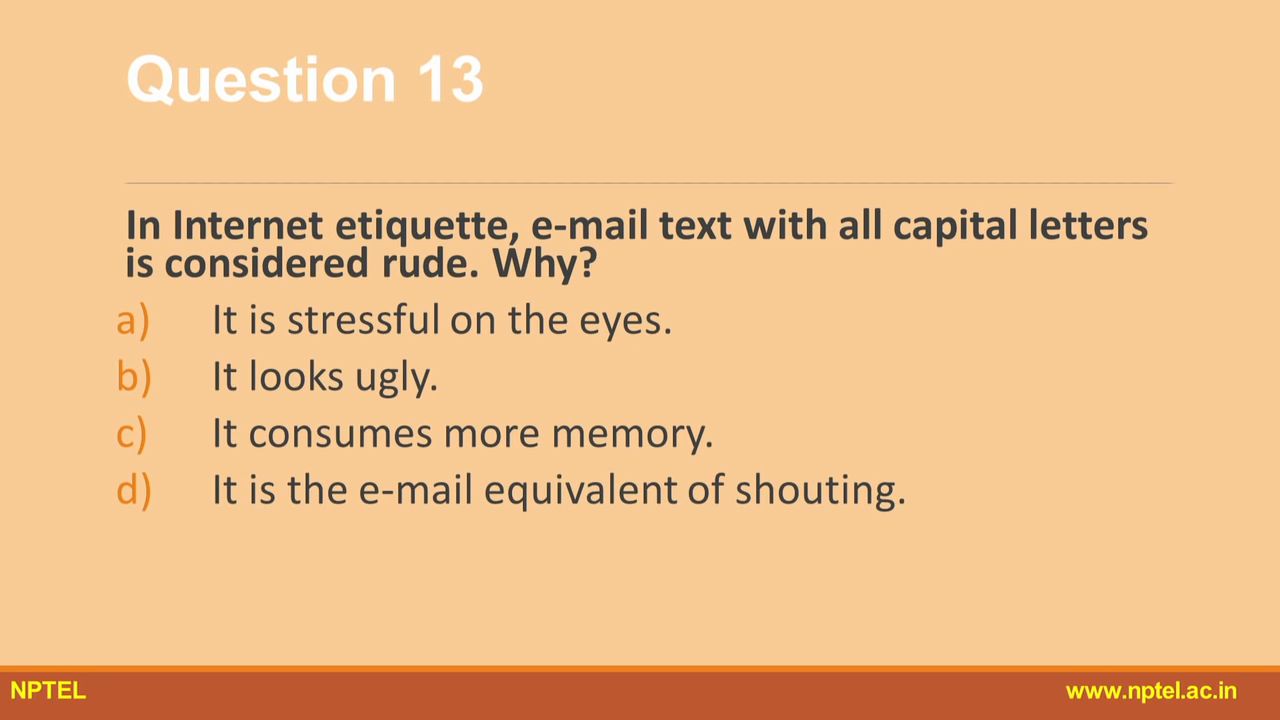 Question 13
In Internet etiquette, e-mail text with all capital letters
is considered rude. Why?
a) It is stressful on the eyes.
b) It looks ugly.
c) It consumes more memory.
d) It is the e-mail equivalent of shouting.
NPTEL www.nptel.ac.in